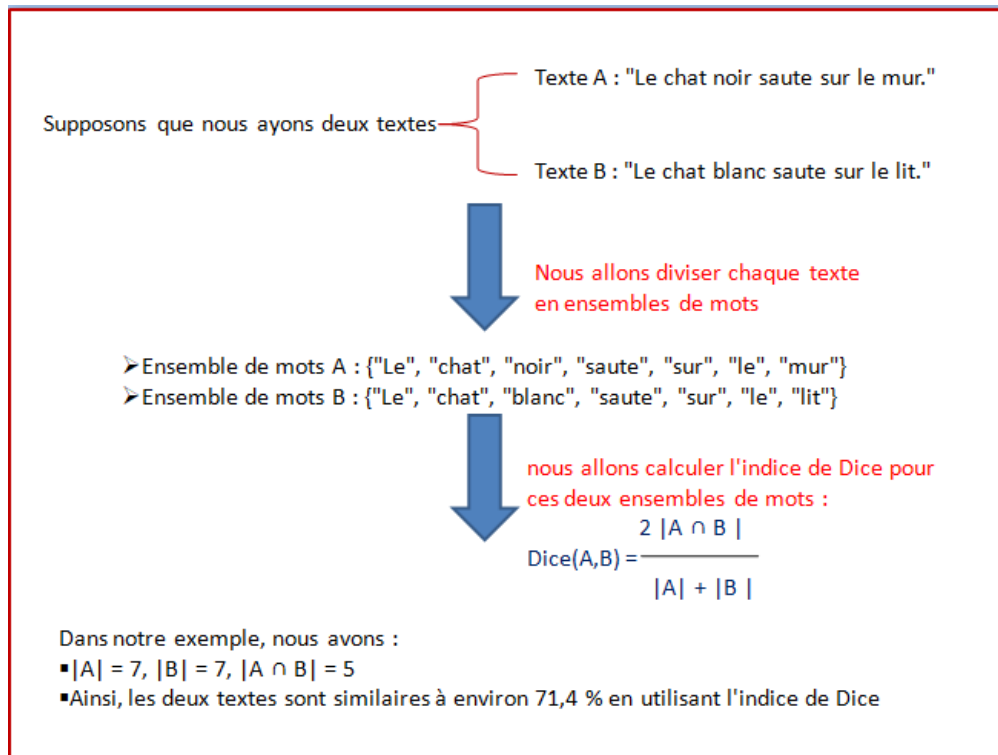 Texte A : "Le chat noir saute sur le mur."
Supposons que nous ayons deux textes
Texte B : "Le chat blanc saute sur le lit."
Nous allons diviser chaque texte
en ensembles de mots
➢Ensemble de mots A : {"Le", "chat", "noir", "saute", "sur", "le", "mur"}
➢Ensemble de mots B : {"Le", "chat", "blanc", "saute", "sur", "le", "lit"}
nous allons calculer l'indice de Dice pour
ces deux ensembles de mots :
2 |A ∩ B |
Dice(A,B) =
|A| + |B |
Dans notre exemple, nous avons :
▪|A| = 7, |B| = 7, |A ∩ B| = 5
▪Ainsi, les deux textes sont similaires à environ 71,4 % en utilisant l'indice de Dice